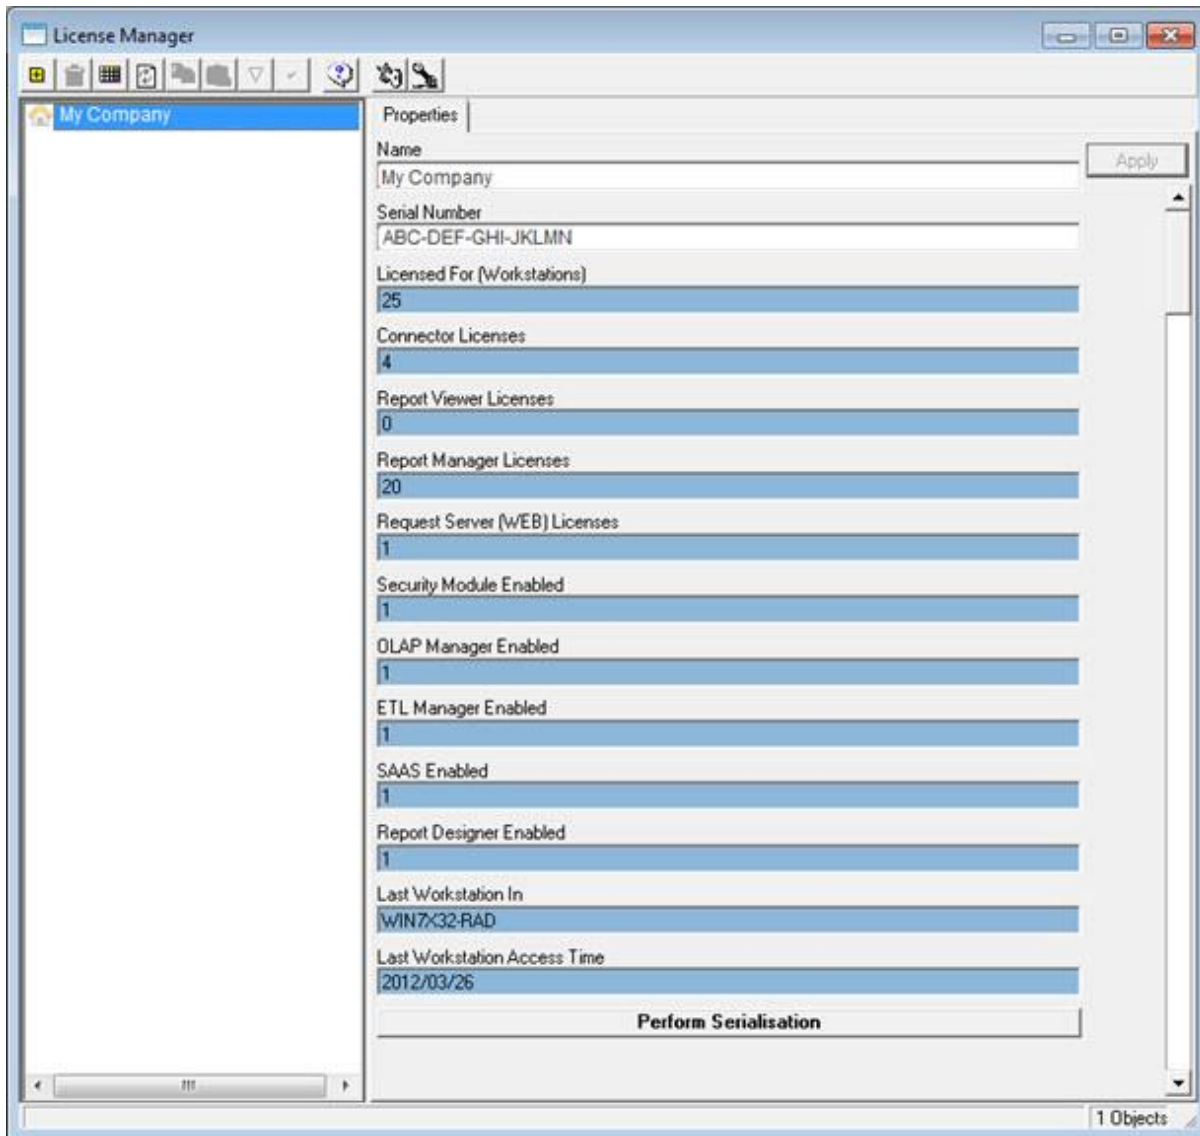 License Manager
My Company
Properties
Name
Apply
My Company
Serial Number
ABC-DEF-GHI-JKLMN
Licensed For (Workstations)
25
Connector Licenses
4
Report Viewer Licenses
0
Report Manager Licenses
20
Request Server (WEB) Licenses
1
Security Module Enabled
1
OLAP Manager Enabled
1
ETL Manager Enabled
1
SAAS Enabled
1
Report Designer Enabled
1
Last Workstation In
WIN7X32-RAD
Last Workstation Access Time
2012/03/26
Perform Serialisation
1 Objects